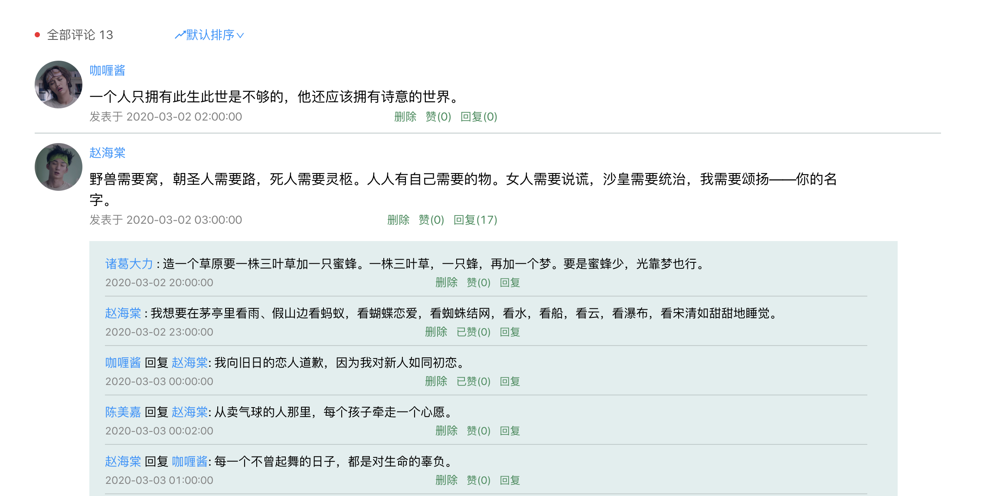 全部评论 13 默认排序
咖喱酱
一个人只拥有此生此世是不够的，他还应该拥有诗意的世界。
发表于 2020-03-02 02:00:00 删除 赞(0) 回复(0)
赵海棠
野兽需要窝，朝圣人需要路，死人需要灵柩。人人有自己需要的物。女人需要说谎，沙皇需要统治，我需要颂扬——你的名
字。
发表于 2020-03-02 03:00:00 删除 赞(0) 回复(17)
诸葛大力 : 造一个草原要一株三叶草加一只蜜蜂。一株三叶草，一只蜂，再加一个梦。要是蜜蜂少，光靠梦也行。
2020-03-02 20:00:00 删除 赞(0) 回复
赵海棠 : 我想要在茅亭里看雨、假山边看蚂蚁，看蝴蝶恋爱，看蜘蛛结网，看水，看船，看云，看瀑布，看宋清如甜甜地睡觉。
2020-03-02 23:00:00 删除 已赞(0) 回复
咖喱酱 回复 赵海棠: 我向旧日的恋人道歉，因为我对新人如同初恋。
2020-03-03 00:00:00 删除 已赞(0) 回复
陈美嘉 回复 赵海棠: 从卖气球的人那里，每个孩子牵走一个心愿。
2020-03-03 00:02:00 删除 赞(0) 回复
赵海棠 回复 咖喱酱: 每一个不曾起舞的日子，都是对生命的辜负。
2020-03-03 01:00:00 删除 赞(0) 回复